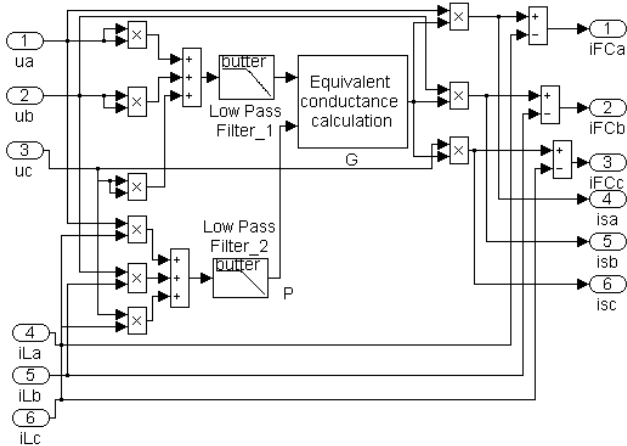 1
ua
2
ub
3
uc
4
iLa
5
iLb
6
iLc
×
×
×
×
×
×
+
+
+
+
+
+
butter
Low Pass
Filter_1
Low Pass
Filter_2
butter
P
Equivalent
conductance
calculation
G
×
×
×
+
−
+
−
+
−
1
iFCa
2
iFCb
3
iFCc
4
isa
5
isb
6
isc